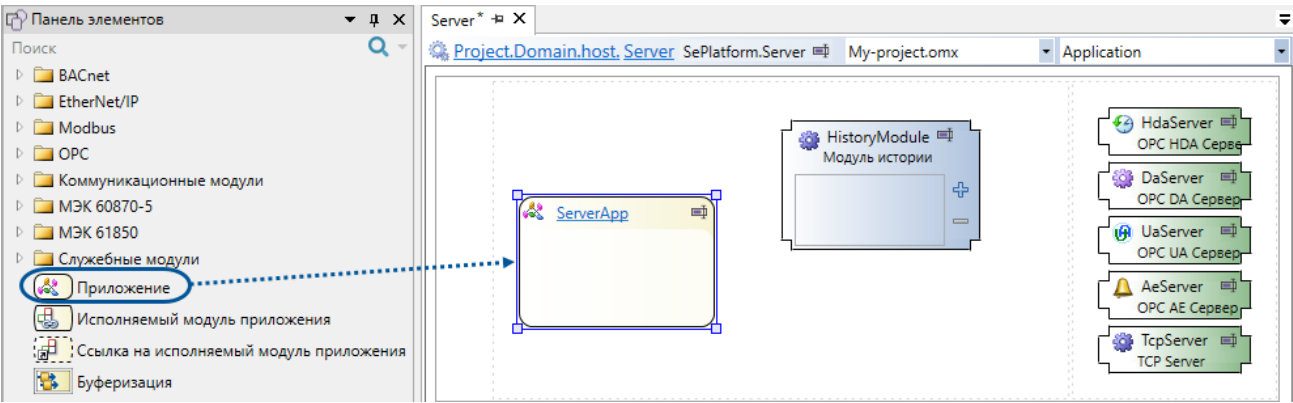 Панель элементов
Поиск
BACnet
EtherNet/IP
Modbus
OPC
Коммуникационные модули
МЭК 60870-5
МЭК 61850
Служебные модули
Приложение
Исполняемый модуль приложения
Ссылка на исполняемый модуль приложения
Буферизация
Server*
Project.Domain.host. Server SePlatform.Server My-project.omx Application
ServerApp
HistoryModule
Модуль истории
HdaServer
OPC HDA Серве
DaServer
OPC DA Сервер
UaServer
OPC UA Сервер
AeServer
OPC AE Сервер
TcpServer
TCP Server